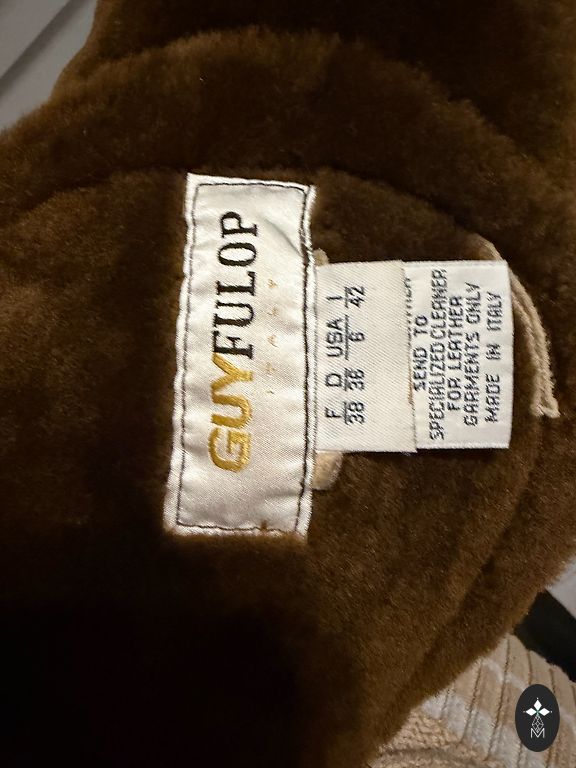 GUYFULOP
ITALY
F D USA I
38 36 6 42
SEND TO
SPECIALIZED CLEANER
FOR LEATHER
GARMENTS ONLY
MADE IN ITALY
M